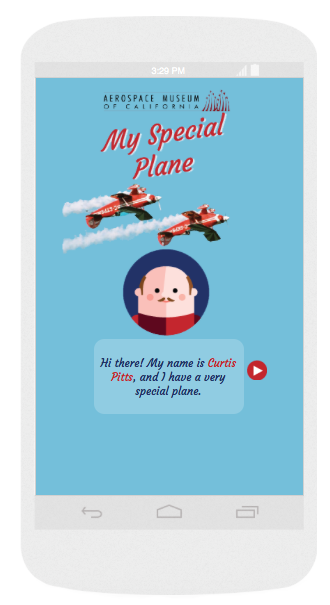 3:29 PM
AEROSPACE MUSEUM
OF CALIFORNIA
My Special
Plane
Hi there! My name is Curtis
Pitts, and I have a very
special plane.